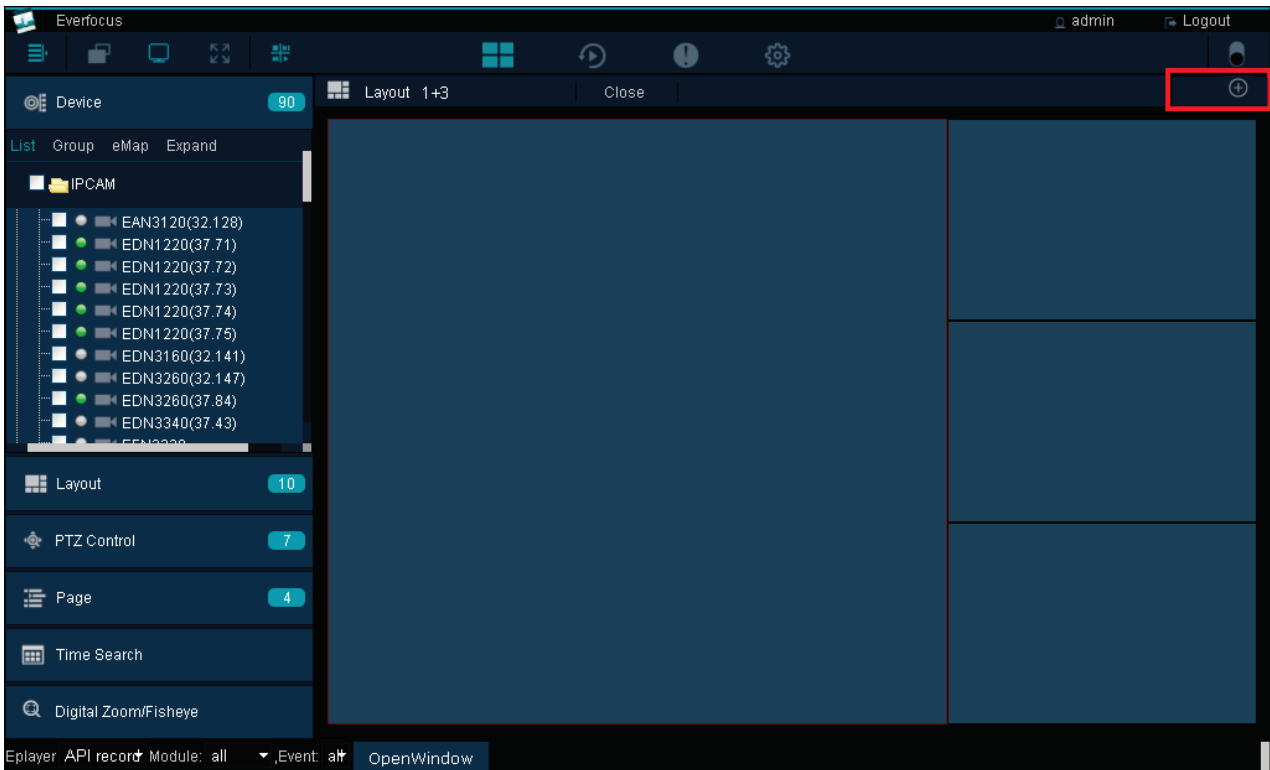 Everfocus
admin
Logout
Device 90
Layout 1+3
Close
List Group eMap Expand
IPCAM
EAN3120(32.128)
EDN1220(37.71)
EDN1220(37.72)
EDN1220(37.73)
EDN1220(37.74)
EDN1220(37.75)
EDN3160(32.141)
EDN3260(32.147)
EDN3260(37.84)
EDN3340(37.43)
Layout 10
PTZ Control 7
Page 4
Time Search
Digital Zoom/Fisheye
Eplayer API record Module: all ,Event: all OpenWindow